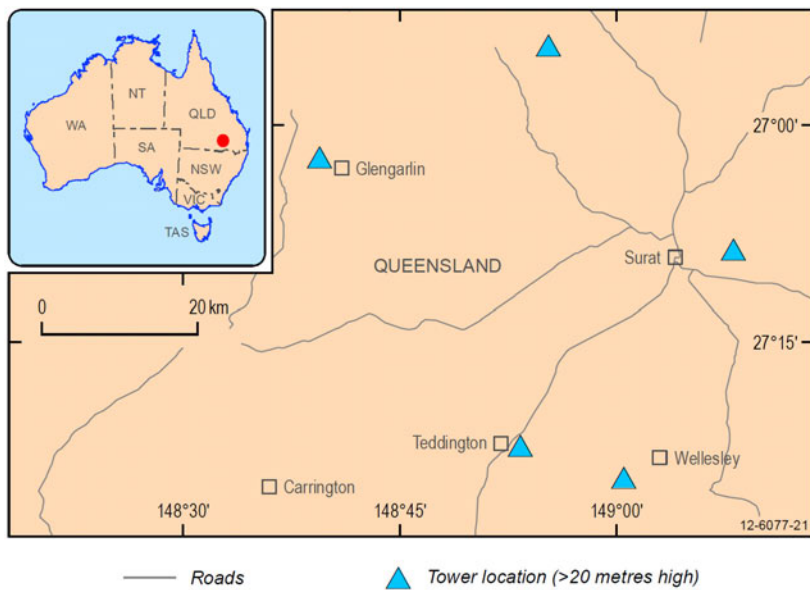 NT
QLD
WA
SA
NSW
VIC
TAS
27°00'
Glengarlin
Surat
QUEENSLAND
0 20 km
27°15'
Teddington
Wellesley
Carrington
148°30' 148°45' 149°00'
12-6077-21
Roads Tower location (>20 metres high)